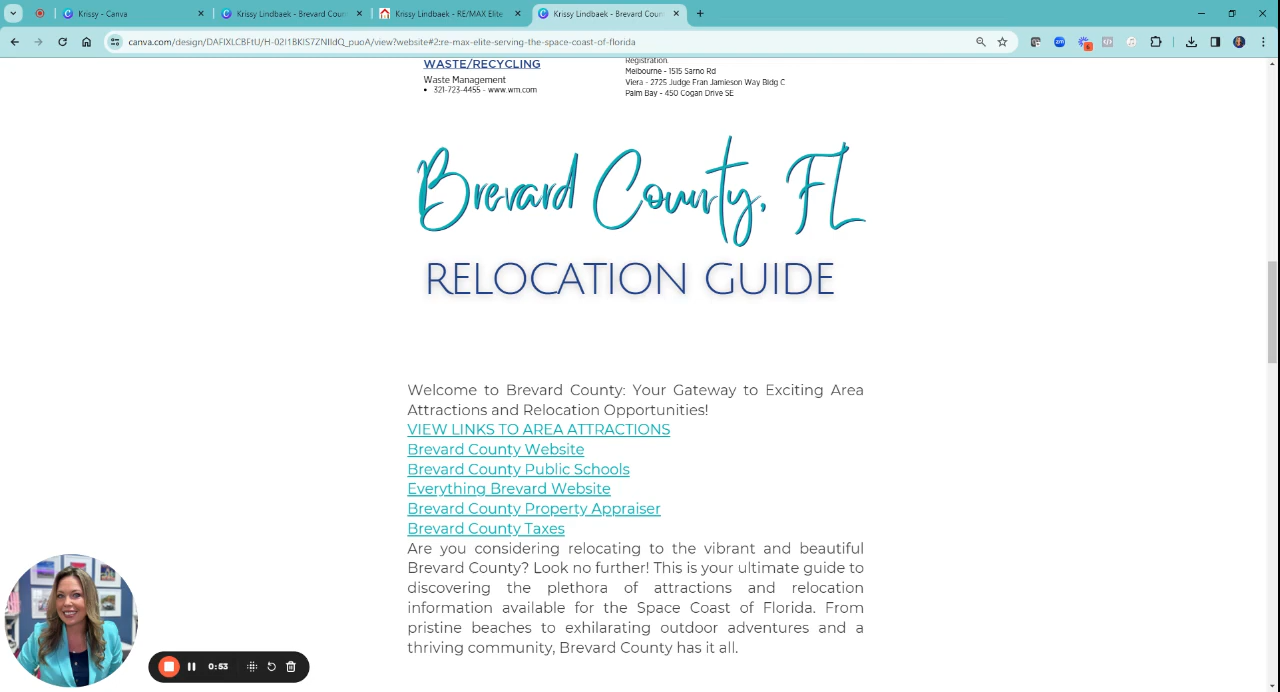 Krissy - Canva
Krissy Lindbaek - Brevard Coun
Krissy Lindbaek - RE/MAX Elite
Krissy Lindbaek - Brevard Coun
canva.com/design/DAFIXLCBFtU/H-02I1BKIS7ZNIIdQ_puoA/view?website#2:re-max-elite-serving-the-space-coast-of-florida
WASTE/RECYCLING
Waste Management
• 321-723-4455 - www.wm.com
Registration.
Melbourne - 1515 Sarno Rd
Viera - 2725 Judge Fran Jamieson Way Bldg C
Palm Bay - 450 Cogan Drive SE
Brevard County, FL
RELOCATION GUIDE
Welcome to Brevard County: Your Gateway to Exciting Area
Attractions and Relocation Opportunities!
VIEW LINKS TO AREA ATTRACTIONS
Brevard County Website
Brevard County Public Schools
Everything Brevard Website
Brevard County Property Appraiser
Brevard County Taxes
Are you considering relocating to the vibrant and beautiful
Brevard County? Look no further! This is your ultimate guide to
discovering the plethora of attractions and relocation
information available for the Space Coast of Florida. From
pristine beaches to exhilarating outdoor adventures and a
thriving community, Brevard County has it all.
0:53